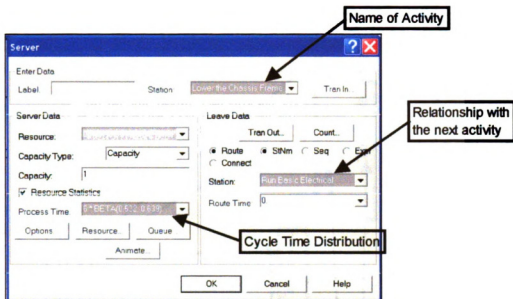 Name of Activity
Server
Enter Data
Label
Station
Lower the Chassis Frame
Tran In...
Server Data
Leave Data
Relationship with
the next activity
Resource:
Tran Out...
Count...
Capacity Type:
Capacity
Route
StNm
Seq
Expr
Connect
Capacity:
1
Station:
Run Basic Electrical
Resource Statistics
Process Time
Route Time
0
Options
Resource...
Queue
Cycle Time Distribution
Animate...
OK
Cancel
Help